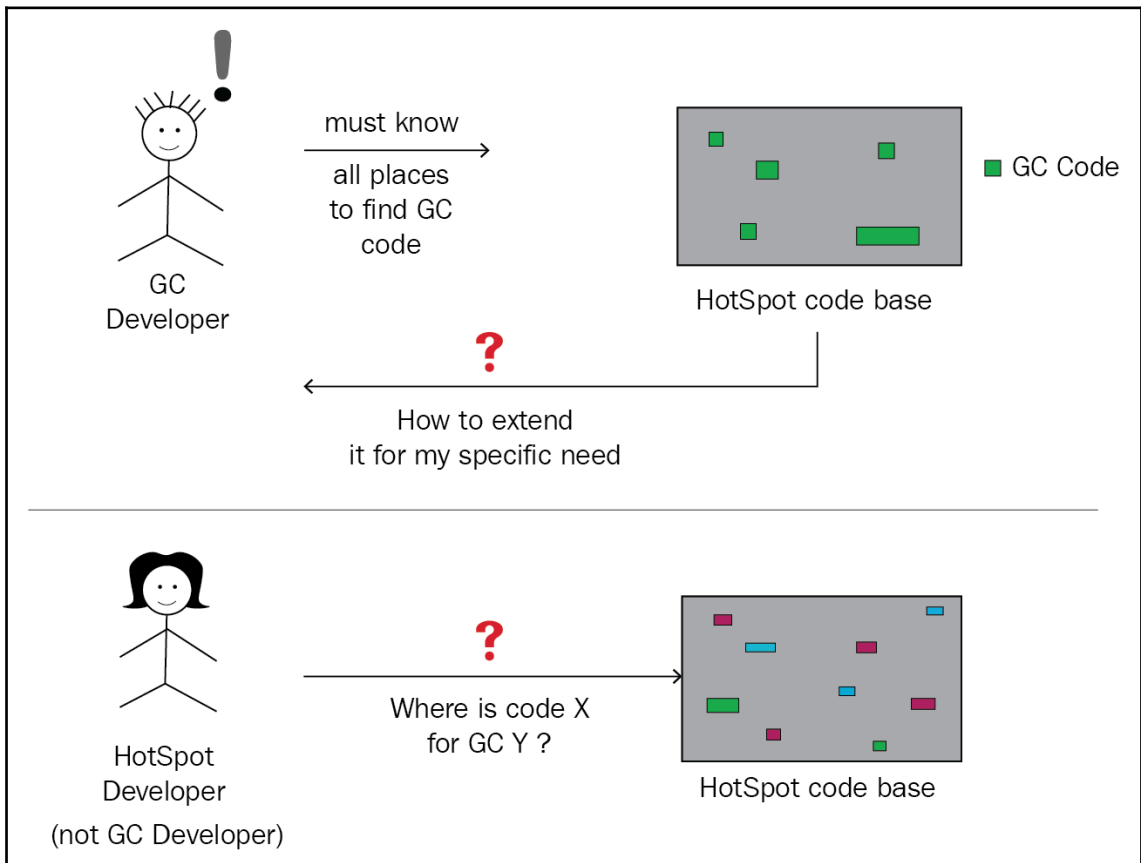 !
must know
all places
to find GC
code
GC Code
GC
Developer
HotSpot code base
?
How to extend
it for my specific need
?
Where is code X
for GC Y ?
HotSpot
Developer
(not GC Developer)
HotSpot code base